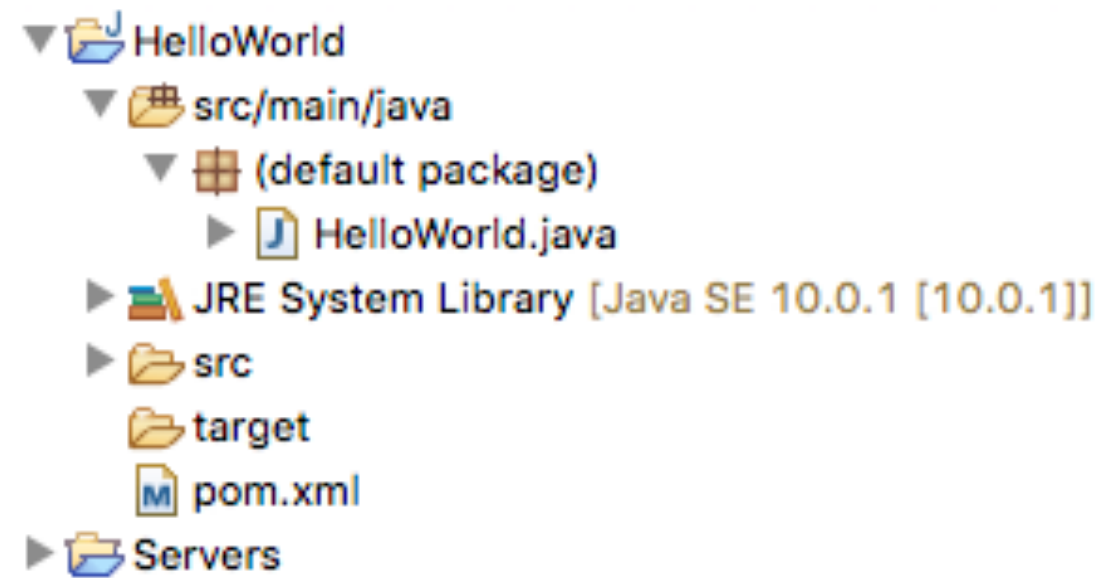 HelloWorld
src/main/java
(default package)
HelloWorld.java
JRE System Library [Java SE 10.0.1 [10.0.1]]
src
target
pom.xml
Servers